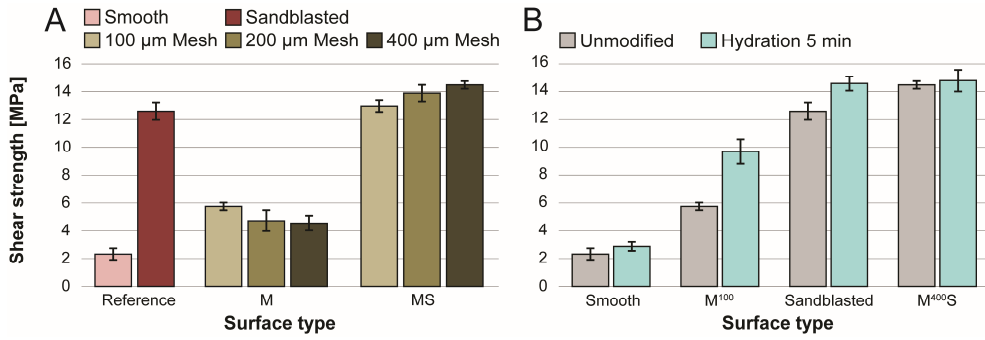 A
Smooth
Sandblasted
100 µm Mesh
200 µm Mesh
400 µm Mesh
Shear strength [MPa]
16
14
12
10
8
6
4
2
0
Reference
M
MS
Surface type
B
Unmodified
Hydration 5 min
16
14
12
10
8
6
4
2
0
Smooth
M¹⁰⁰
Sandblasted
M⁴⁰⁰S
Surface type